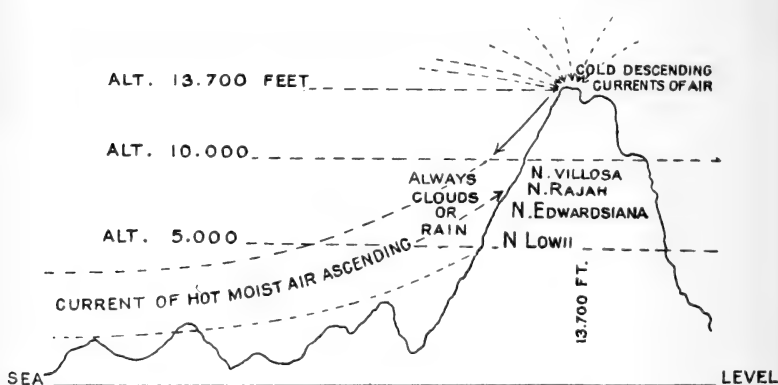 ALT. 13.700 FEET
COLD DESCENDING
CURRENTS OF AIR
ALT. 10.000
ALWAYS
CLOUDS
OR
RAIN
N. VILLOSA
N. RAJAH
N. EDWARDSIANA
ALT. 5.000
N LOWII
CURRENT OF HOT MOIST AIR ASCENDING
13.700 FT.
SEA LEVEL